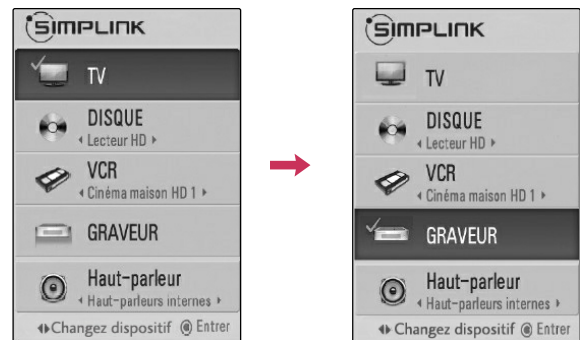 SIMPLINK
TV
DISQUE
Lecteur HD
VCR
Cinéma maison HD 1
GRAVEUR
Haut-parleur
Haut-parleurs internes
Changez dispositif Entrer
SIMPLINK
TV
DISQUE
Lecteur HD
VCR
Cinéma maison HD 1
GRAVEUR
Haut-parleur
Haut-parleurs internes
Changez dispositif Entrer